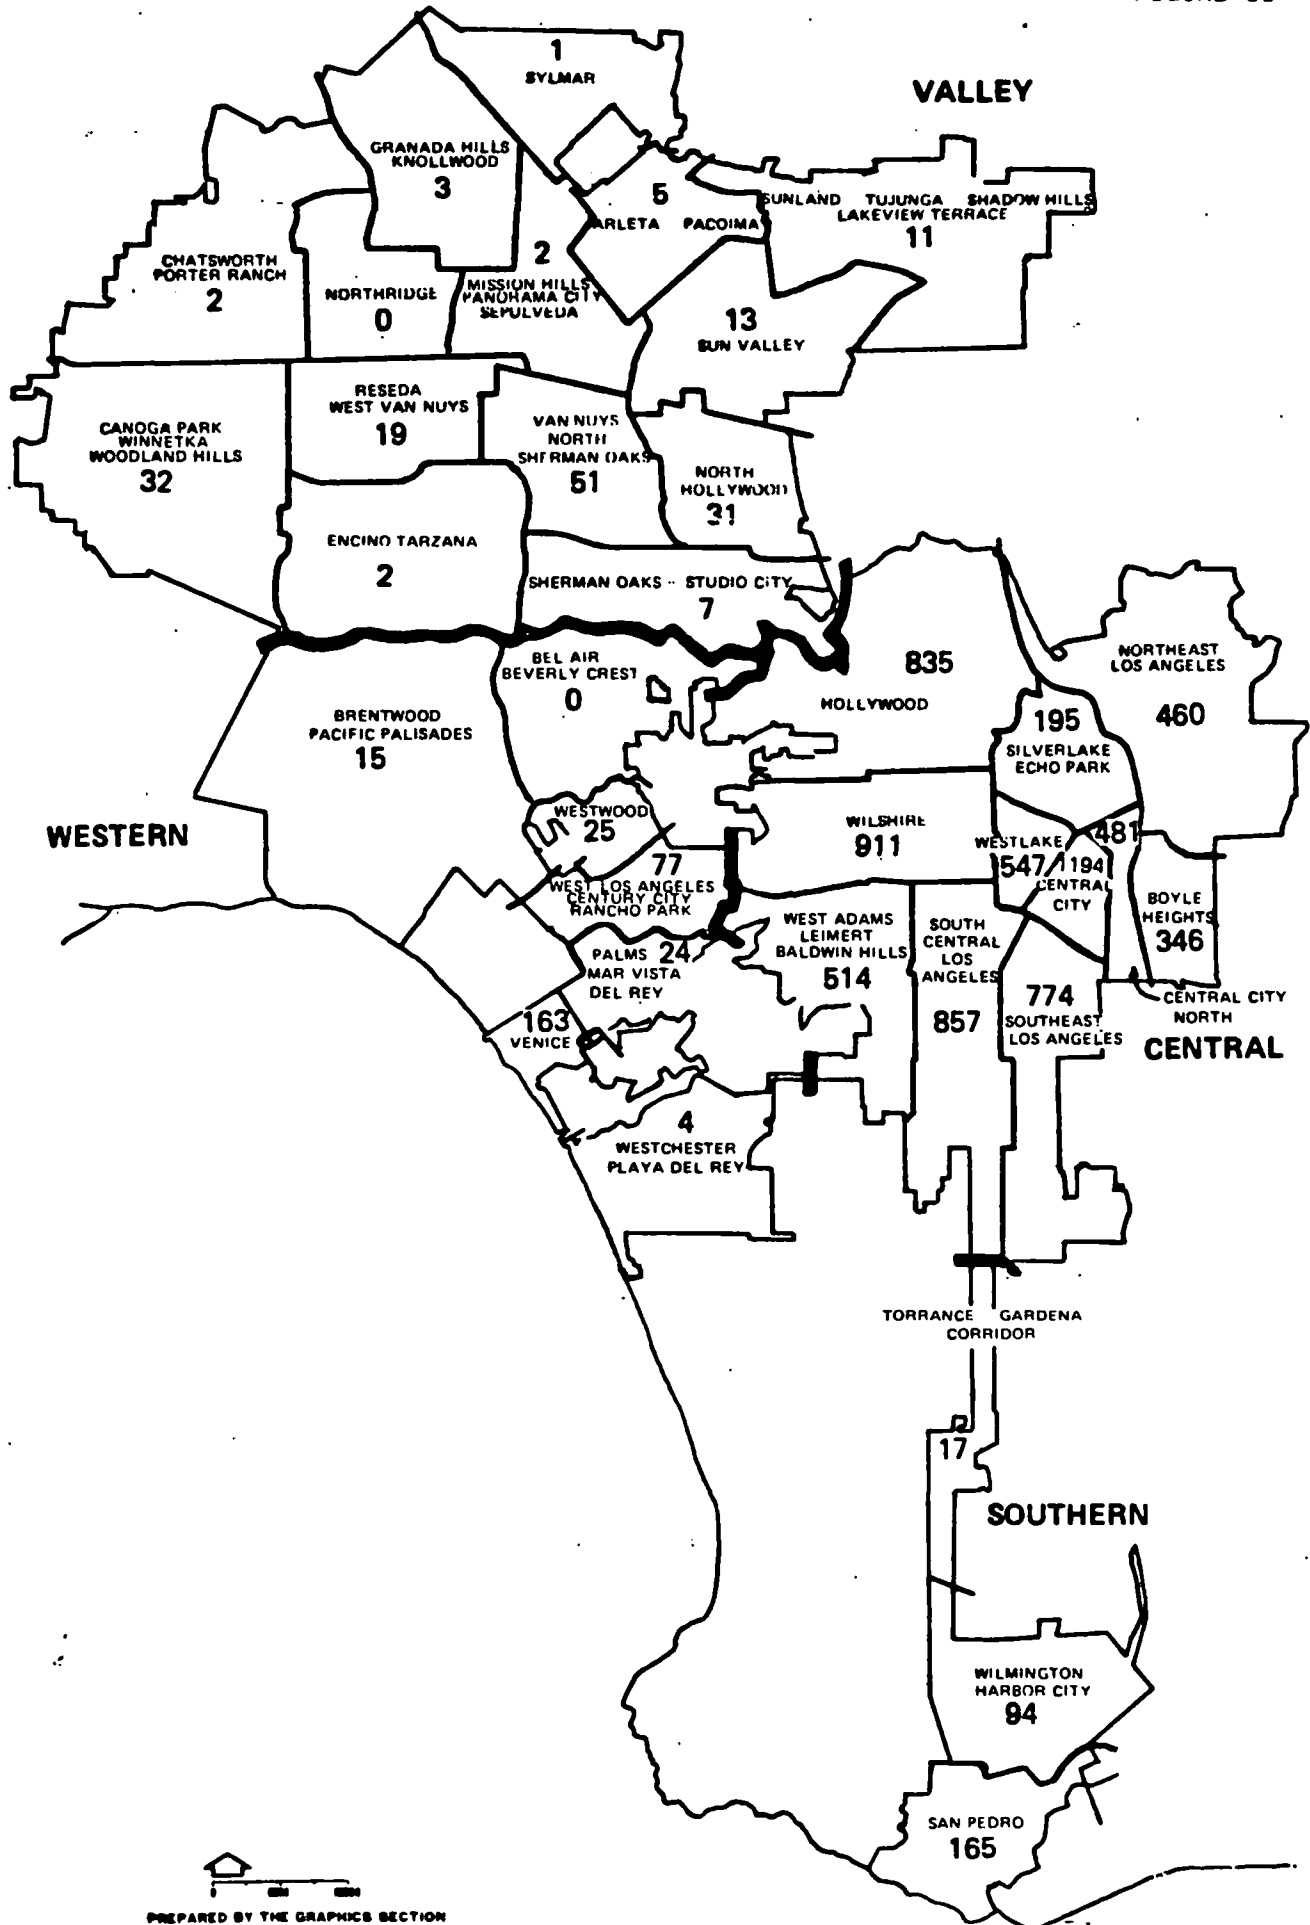 1
SYLMAR
VALLEY
GRANADA HILLS
KNOLLWOOD
3
5
ARLETA PACOIMA
SUNLAND TUJUNGA SHADOW HILLS
LAKEVIEW TERRACE
11
CHATSWORTH
PORTER RANCH
2
NORTHRIDGE
0
2
MISSION HILLS
PANORAMA CITY
SEPULVEDA
13
SUN VALLEY
CANOGA PARK
WINNETKA
WOODLAND HILLS
32
RESEDA
WEST VAN NUYS
19
VAN NUYS
NORTH
SHERMAN OAKS
51
NORTH
HOLLYWOOD
31
ENCINO TARZANA
2
SHERMAN OAKS - STUDIO CITY
7
BEL AIR
BEVERLY CREST
0
835
HOLLYWOOD
NORTHEAST
LOS ANGELES
460
BRENTWOOD
PACIFIC PALISADES
15
195
SILVERLAKE
ECHO PARK
WESTERN
WESTWOOD
25
WILSHIRE
911
WESTLAKE
547
481
1194
CENTRAL
CITY
77
WEST LOS ANGELES
CENTURY CITY
RANCHO PARK
BOYLE
HEIGHTS
346
WEST ADAMS
LEIMERT
BALDWIN HILLS
514
SOUTH
CENTRAL
LOS
ANGELES
857
PALMS 24
MAR VISTA
DEL REY
774
SOUTHEAST
LOS ANGELES
CENTRAL CITY
NORTH
CENTRAL
163
VENICE
4
WESTCHESTER
PLAYA DEL REY
TORRANCE GARDENA
CORRIDOR
17
SOUTHERN
WILMINGTON
HARBOR CITY
94
SAN PEDRO
165
PREPARED BY THE GRAPHICS SECTION